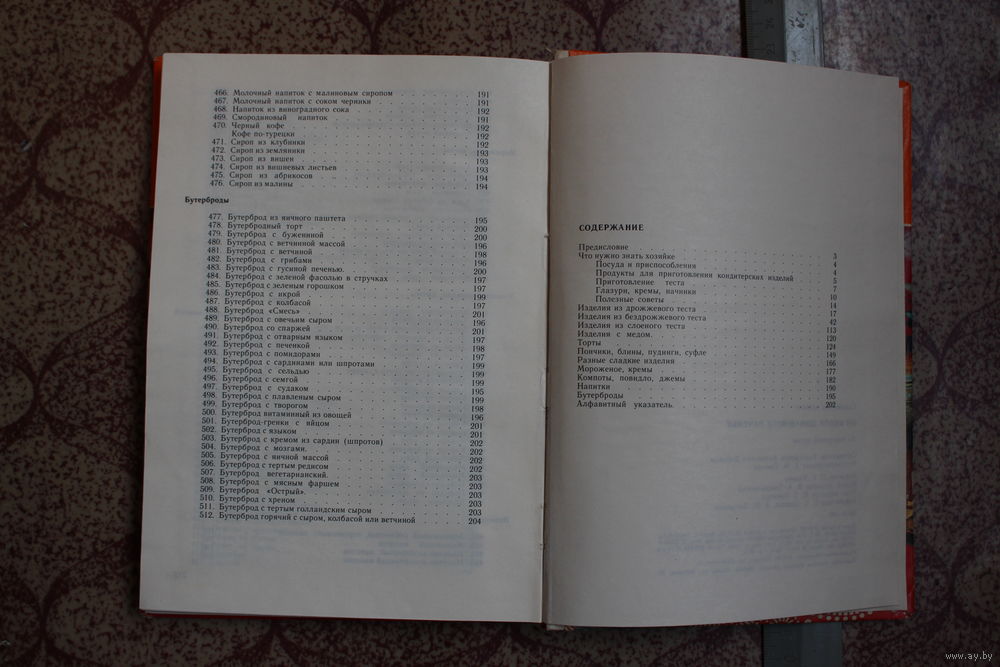 466. Молочный напиток с малиновым сиропом 191
467. Молочный напиток с соком черники 191
468. Напиток из виноградного сока 192
469. Смородиновый напиток 191
470. Черный кофе 192
Кофе по-турецки 192
471. Сироп из клубники 192
472. Сироп из земляники 193
473. Сироп из вишен 193
474. Сироп из вишневых листьев 193
475. Сироп из абрикосов 194
476. Сироп из малины 194
Бутерброды
477. Бутерброд из яичного паштета 195
478. Бутербродный торт 200
479. Бутерброд с бужениной 200
480. Бутерброд с ветчинной массой 196
481. Бутерброд с ветчиной 198
482. Бутерброд с грибами 196
483. Бутерброд с гусиной печенью. 200
484. Бутерброд с зеленой фасолью в стручках 197
485. Бутерброд с зеленым горошком 197
486. Бутерброд с икрой 199
487. Бутерброд с колбасой 197
488. Бутерброд «Смесь» 201
489. Бутерброд с овечьим сыром 196
490. Бутерброд со спаржей 201
491. Бутерброд с отварным языком 197
492. Бутерброд с печенкой 198
493. Бутерброд с помидорами 197
494. Бутерброд с сардинами или шпротами 199
495. Бутерброд с сельдью 199
496. Бутерброд с семгой 199
497. Бутерброд с судаком 195
498. Бутерброд с плавленым сыром 199
499. Бутерброд с творогом 198
500. Бутерброд витаминный из овощей 196
501. Бутерброд-гренки с яйцом 201
502. Бутерброд с языком 201
503. Бутерброд с кремом из сардин (шпротов) 202
504. Бутерброд с мозгами. 202
505. Бутерброд с яичной массой 202
506. Бутерброд с тертым редисом 202
507. Бутерброд вегетарианский. 203
508. Бутерброд с мясным фаршем 203
509. Бутерброд «Острый». 203
510. Бутерброд с хреном 203
511. Бутерброд с тертым голландским сыром 203
512. Бутерброд горячий с сыром, колбасой или ветчиной 204
СОДЕРЖАНИЕ
Предисловие 3
Что нужно знать хозяйке 4
Посуда и приспособления 4
Продукты для приготовления кондитерских изделий 5
Приготовление теста 7
Глазури, кремы, начинки 10
Полезные советы 14
Изделия из дрожжевого теста 17
Изделия из бездрожжевого теста 42
Изделия из слоеного теста 113
Изделия с медом. 120
Торты 124
Пончики, блины, пудинги, суфле 149
Разные сладкие изделия 166
Мороженое, кремы 177
Компоты, повидло, джемы 182
Напитки 190
Бутерброды 195
Алфавитный указатель 202
www.ay.by